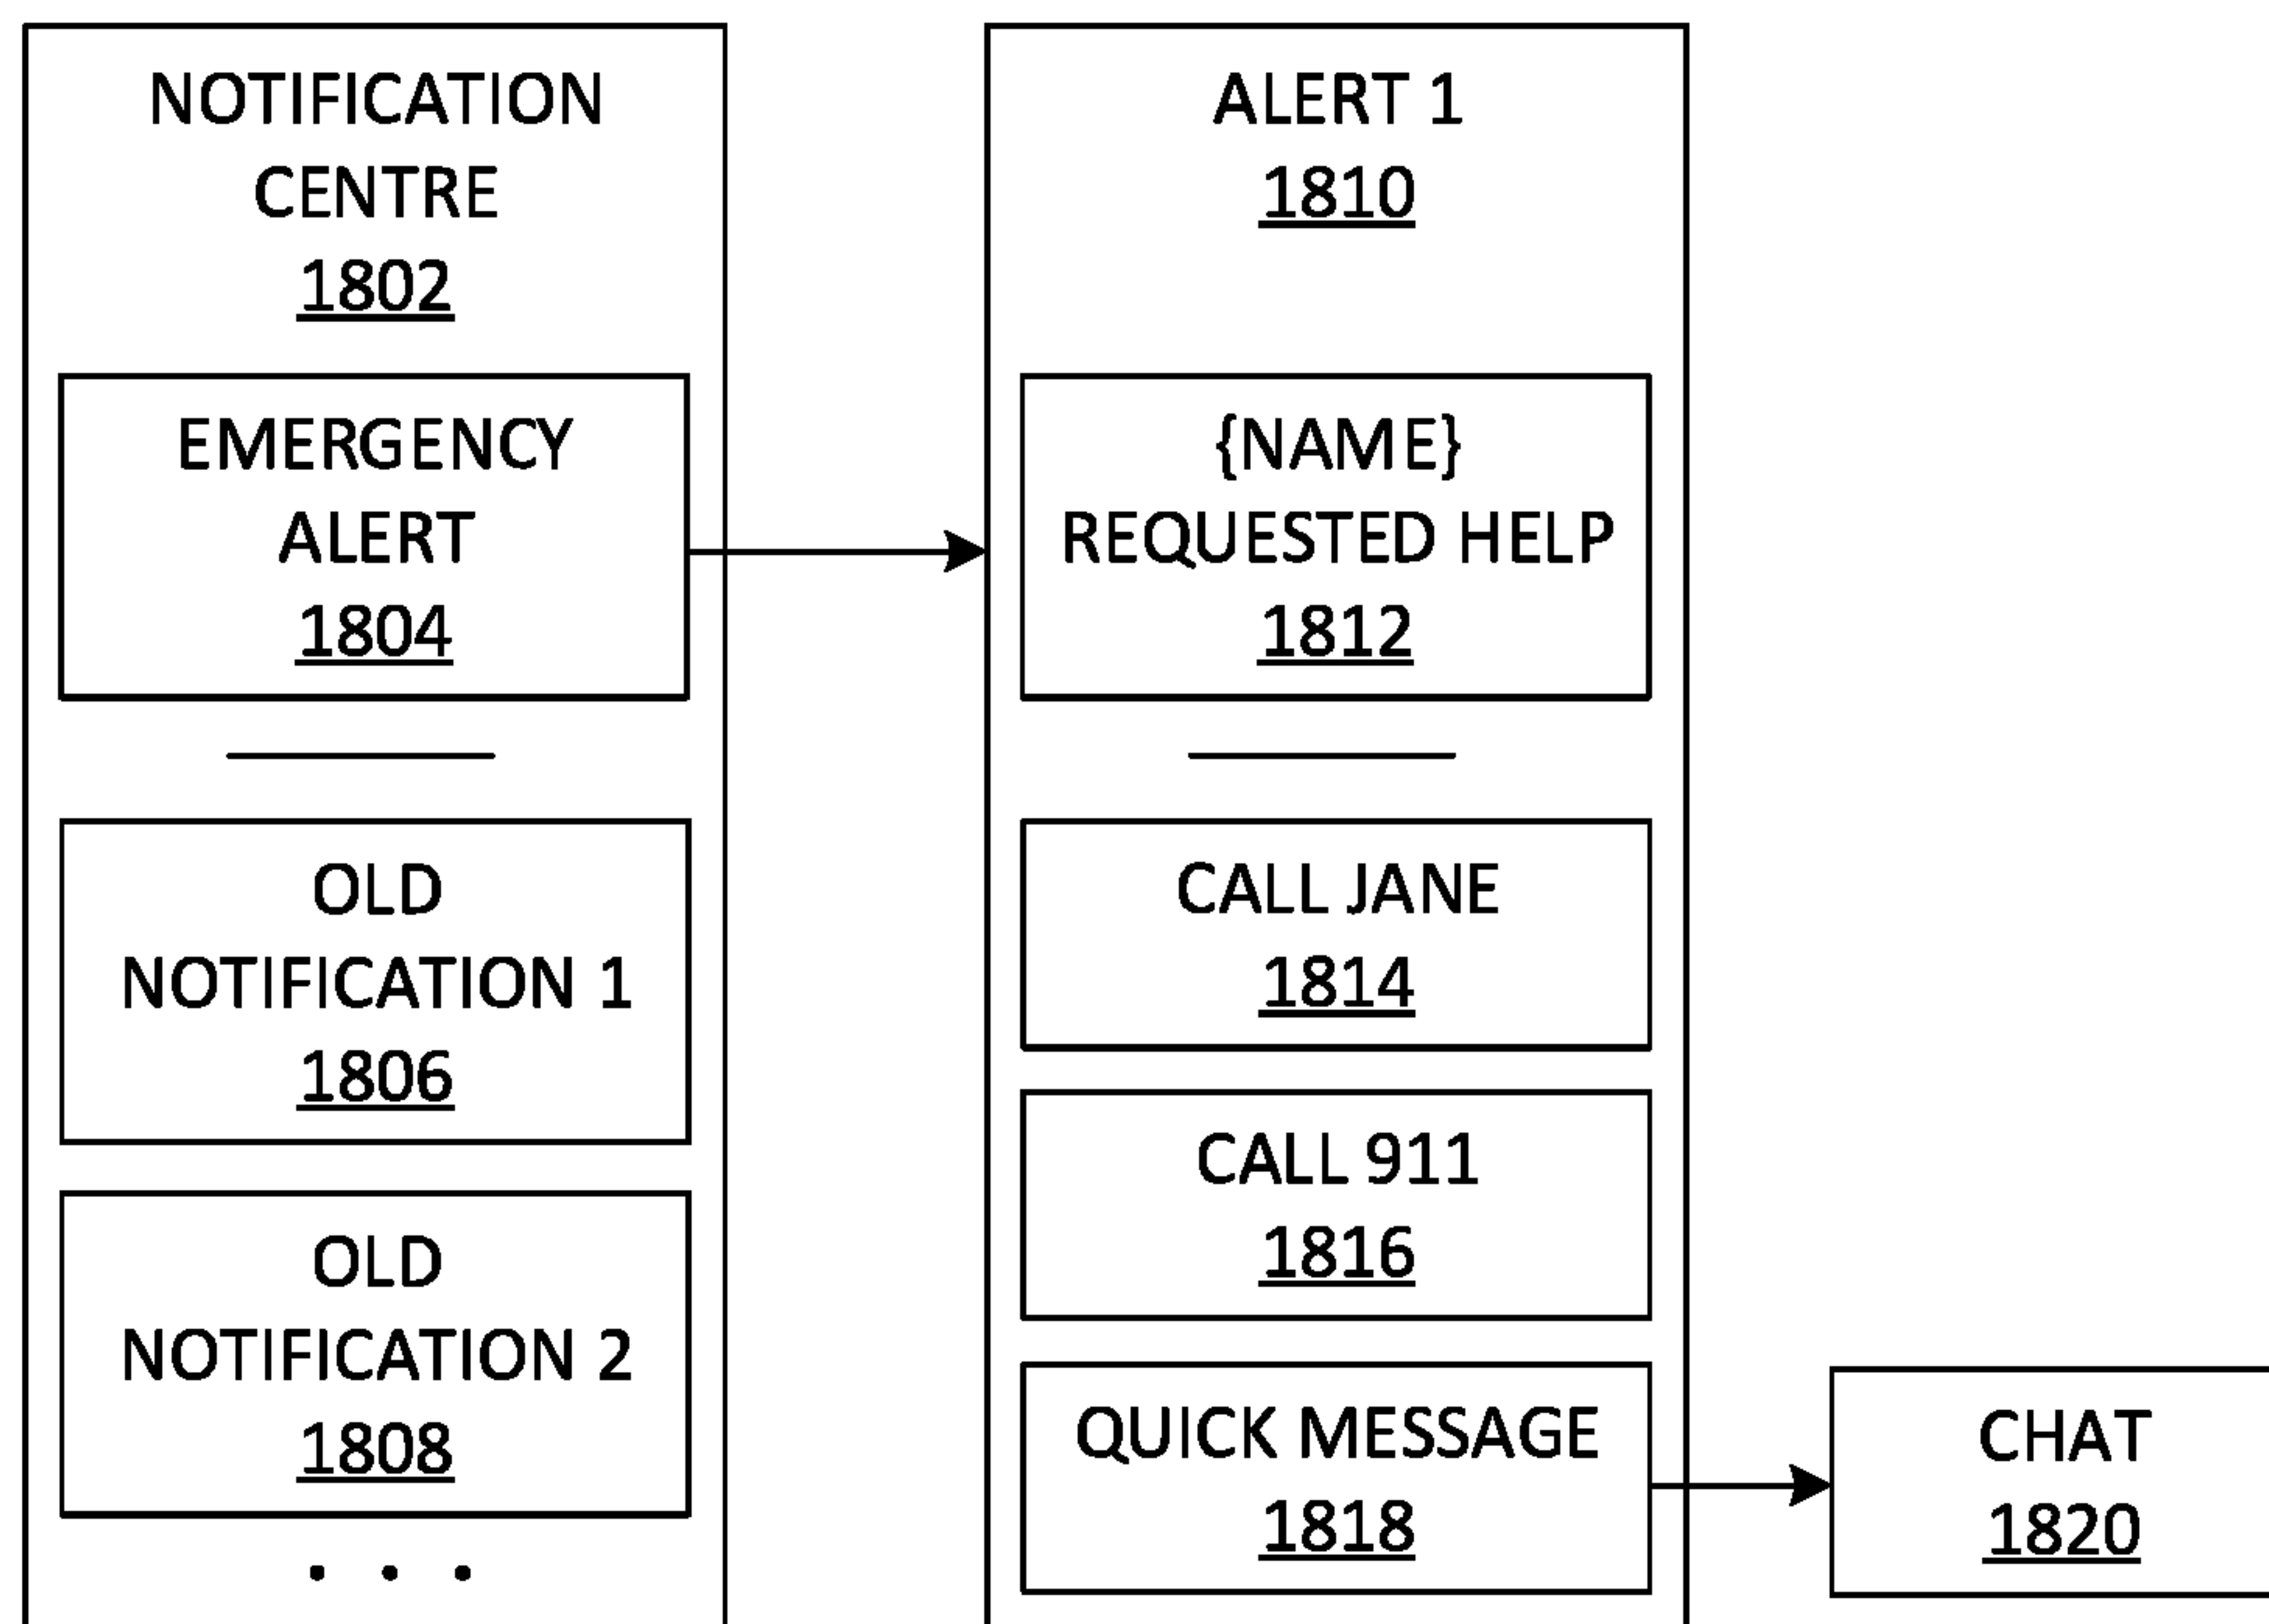 NOTIFICATION
CENTRE
1802
EMERGENCY
ALERT
1804
OLD
NOTIFICATION 1
1806
OLD
NOTIFICATION 2
1808
. . .
ALERT 1
1810
{NAME}
REQUESTED HELP
1812
CALL JANE
1814
CALL 911
1816
QUICK MESSAGE
1818
CHAT
1820